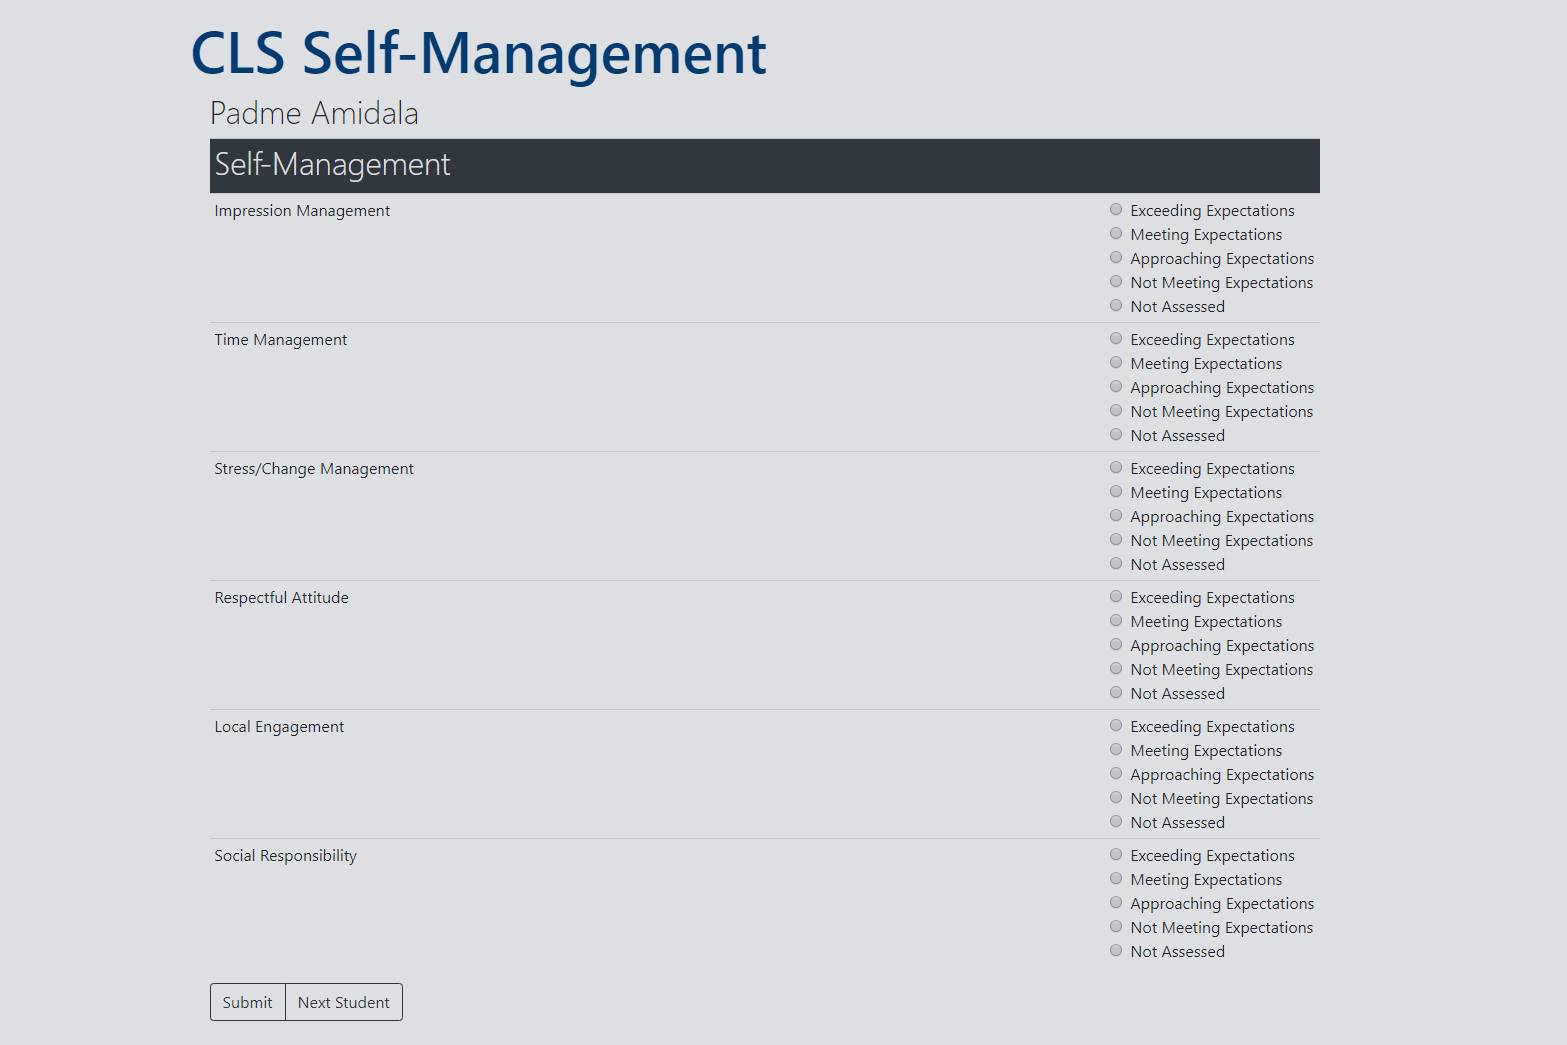 CLS Self-Management
Padme Amidala
Self-Management
Impression Management
Exceeding Expectations
Meeting Expectations
Approaching Expectations
Not Meeting Expectations
Not Assessed
Time Management
Exceeding Expectations
Meeting Expectations
Approaching Expectations
Not Meeting Expectations
Not Assessed
Stress/Change Management
Exceeding Expectations
Meeting Expectations
Approaching Expectations
Not Meeting Expectations
Not Assessed
Respectful Attitude
Exceeding Expectations
Meeting Expectations
Approaching Expectations
Not Meeting Expectations
Not Assessed
Local Engagement
Exceeding Expectations
Meeting Expectations
Approaching Expectations
Not Meeting Expectations
Not Assessed
Social Responsibility
Exceeding Expectations
Meeting Expectations
Approaching Expectations
Not Meeting Expectations
Not Assessed
Submit Next Student